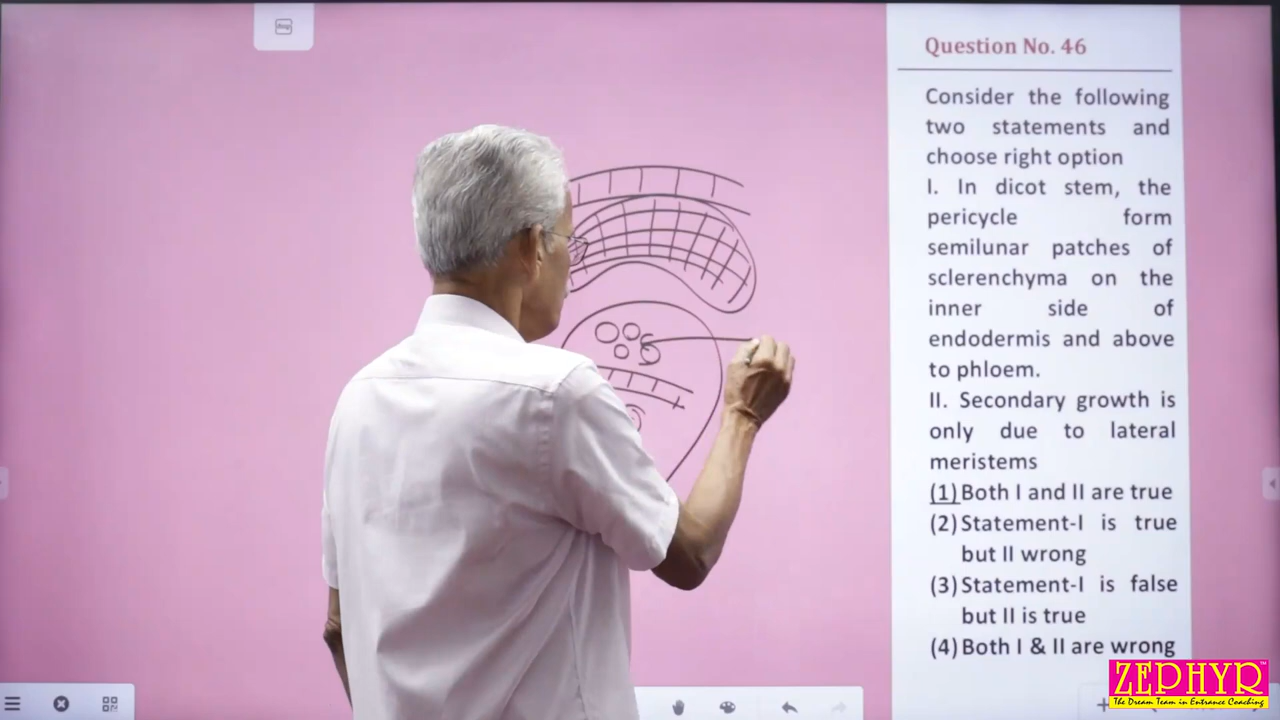 Question No. 46
Consider the following
two statements and
choose right option
I. In dicot stem, the
pericycle form
semilunar patches of
sclerenchyma on the
inner side of
endodermis and above
to phloem.
II. Secondary growth is
only due to lateral
meristems
(1) Both I and II are true
(2) Statement-I is true
but II wrong
(3) Statement-I is false
but II is true
(4) Both I & II are wrong
ZEPHYR™
The Dream Team in Entrance Coaching